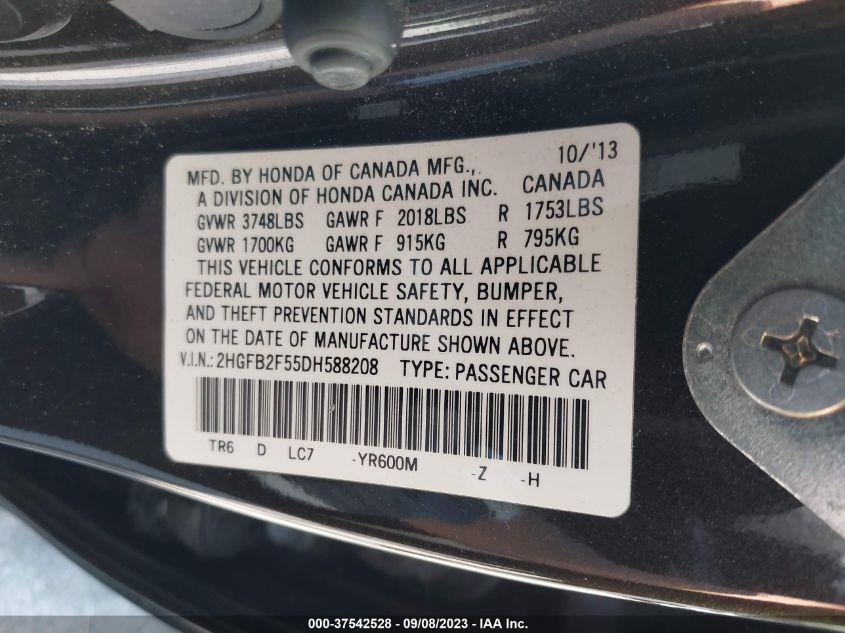 10/'13
MFD. BY HONDA OF CANADA MFG.,
A DIVISION OF HONDA CANADA INC. CANADA
GVWR 3748LBS GAWR F 2018LBS R 1753LBS
GVWR 1700KG GAWR F 915KG R 795KG
THIS VEHICLE CONFORMS TO ALL APPLICABLE
FEDERAL MOTOR VEHICLE SAFETY, BUMPER,
AND THEFT PREVENTION STANDARDS IN EFFECT
ON THE DATE OF MANUFACTURE SHOWN ABOVE.
V.I.N.: 2HGFB2F55DH588208 TYPE: PASSENGER CAR
TR6 D LC7 -YR600M -Z -H
000-37542528 - 09/08/2023 - IAA Inc.